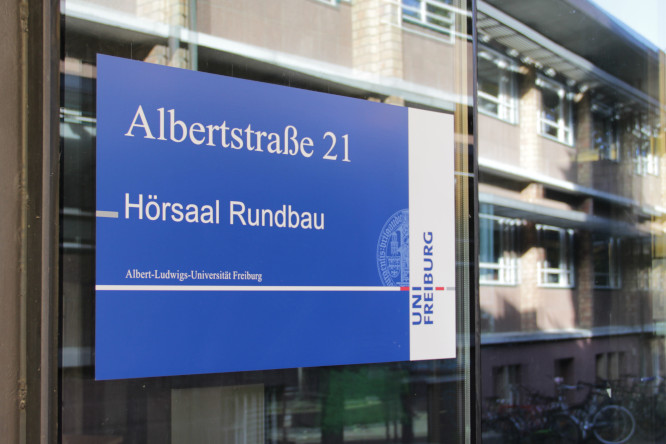 Albertstraße 21
Hörsaal Rundbau
Albert-Ludwigs-Universität Freiburg
UNI
FREIBURG